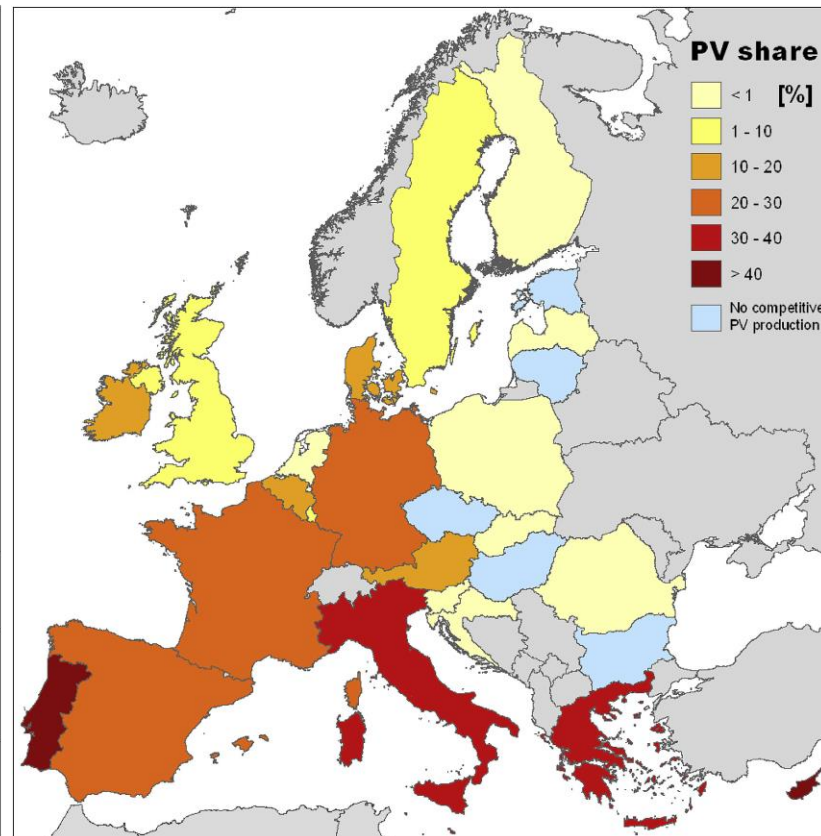 PV share
< 1 [%]
1 - 10
10 - 20
20 - 30
30 - 40
> 40
No competitive
PV production